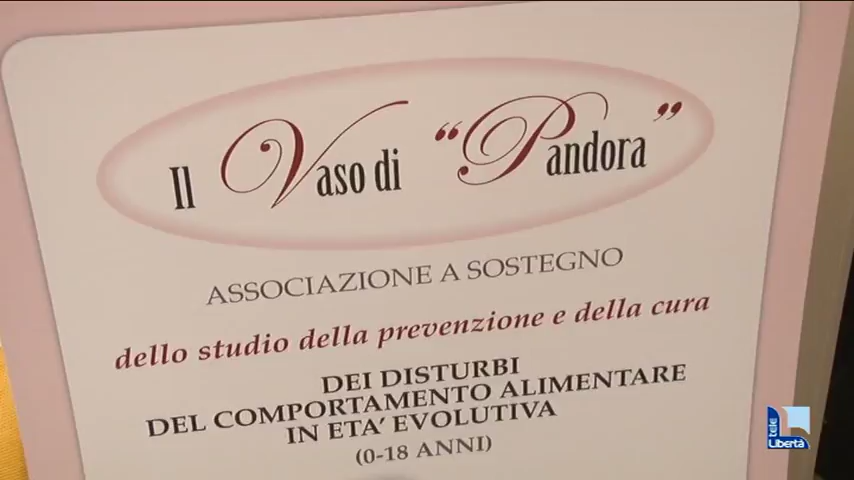 Il Vaso di “Pandora”
ASSOCIAZIONE A SOSTEGNO
dello studio della prevenzione e della cura
DEI DISTURBI
DEL COMPORTAMENTO ALIMENTARE
IN ETA’ EVOLUTIVA
(0-18 ANNI)
tele
Libertà